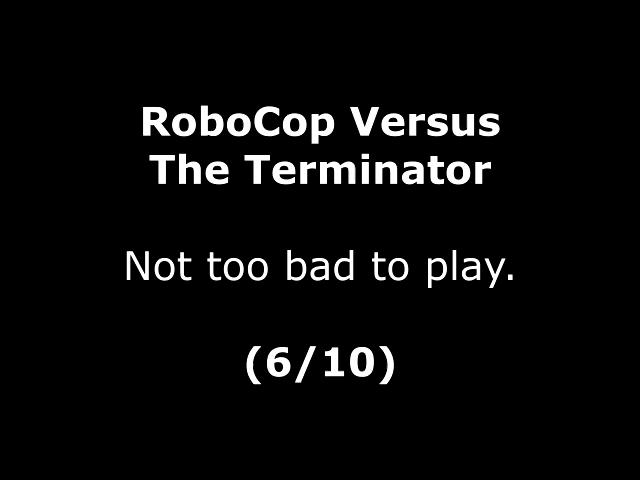 RoboCop Versus
The Terminator
Not too bad to play.
(6/10)